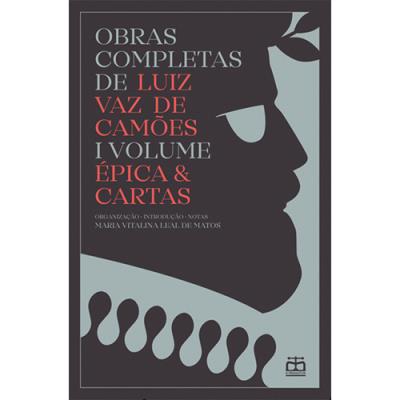 OBRAS
COMPLETAS
DE LUIZ
VAZ DE
CAMÕES
I VOLUME
ÉPICA &
CARTAS
ORGANIZAÇÃO · INTRODUÇÃO · NOTAS
MARIA VITALINA LEAL DE MATOS